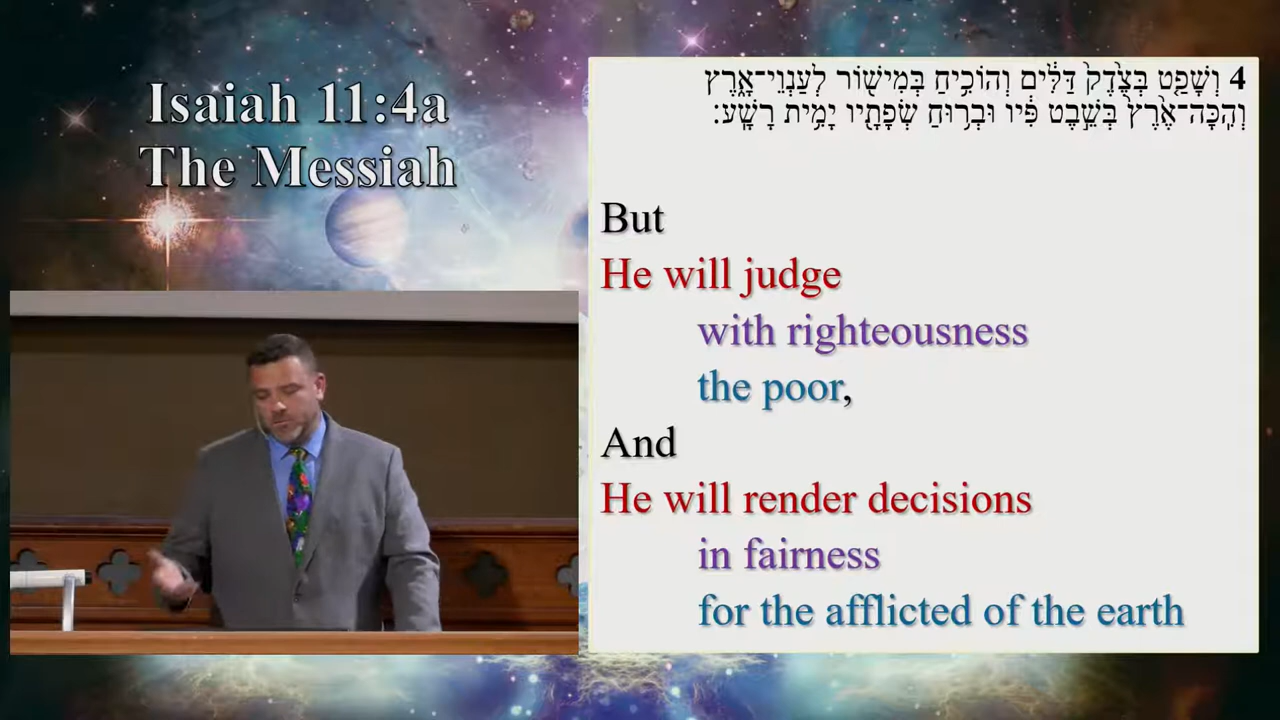 Isaiah 11:4a
The Messiah
4 וְשָׁפַ֤ט בְּצֶ֙דֶק֙ דַּלִּ֔ים וְהוֹכִ֥יחַ בְּמִישׁ֖וֹר לְעַנְוֵי־אָ֑רֶץ
וְהִֽכָּה־אֶ֙רֶץ֙ בְּשֵׁ֣בֶט פִּ֔יו וּבְר֥וּחַ שְׂפָתָ֖יו יָמִ֥ית רָשָֽׁע׃
But
He will judge
with righteousness
the poor,
And
He will render decisions
in fairness
for the afflicted of the earth